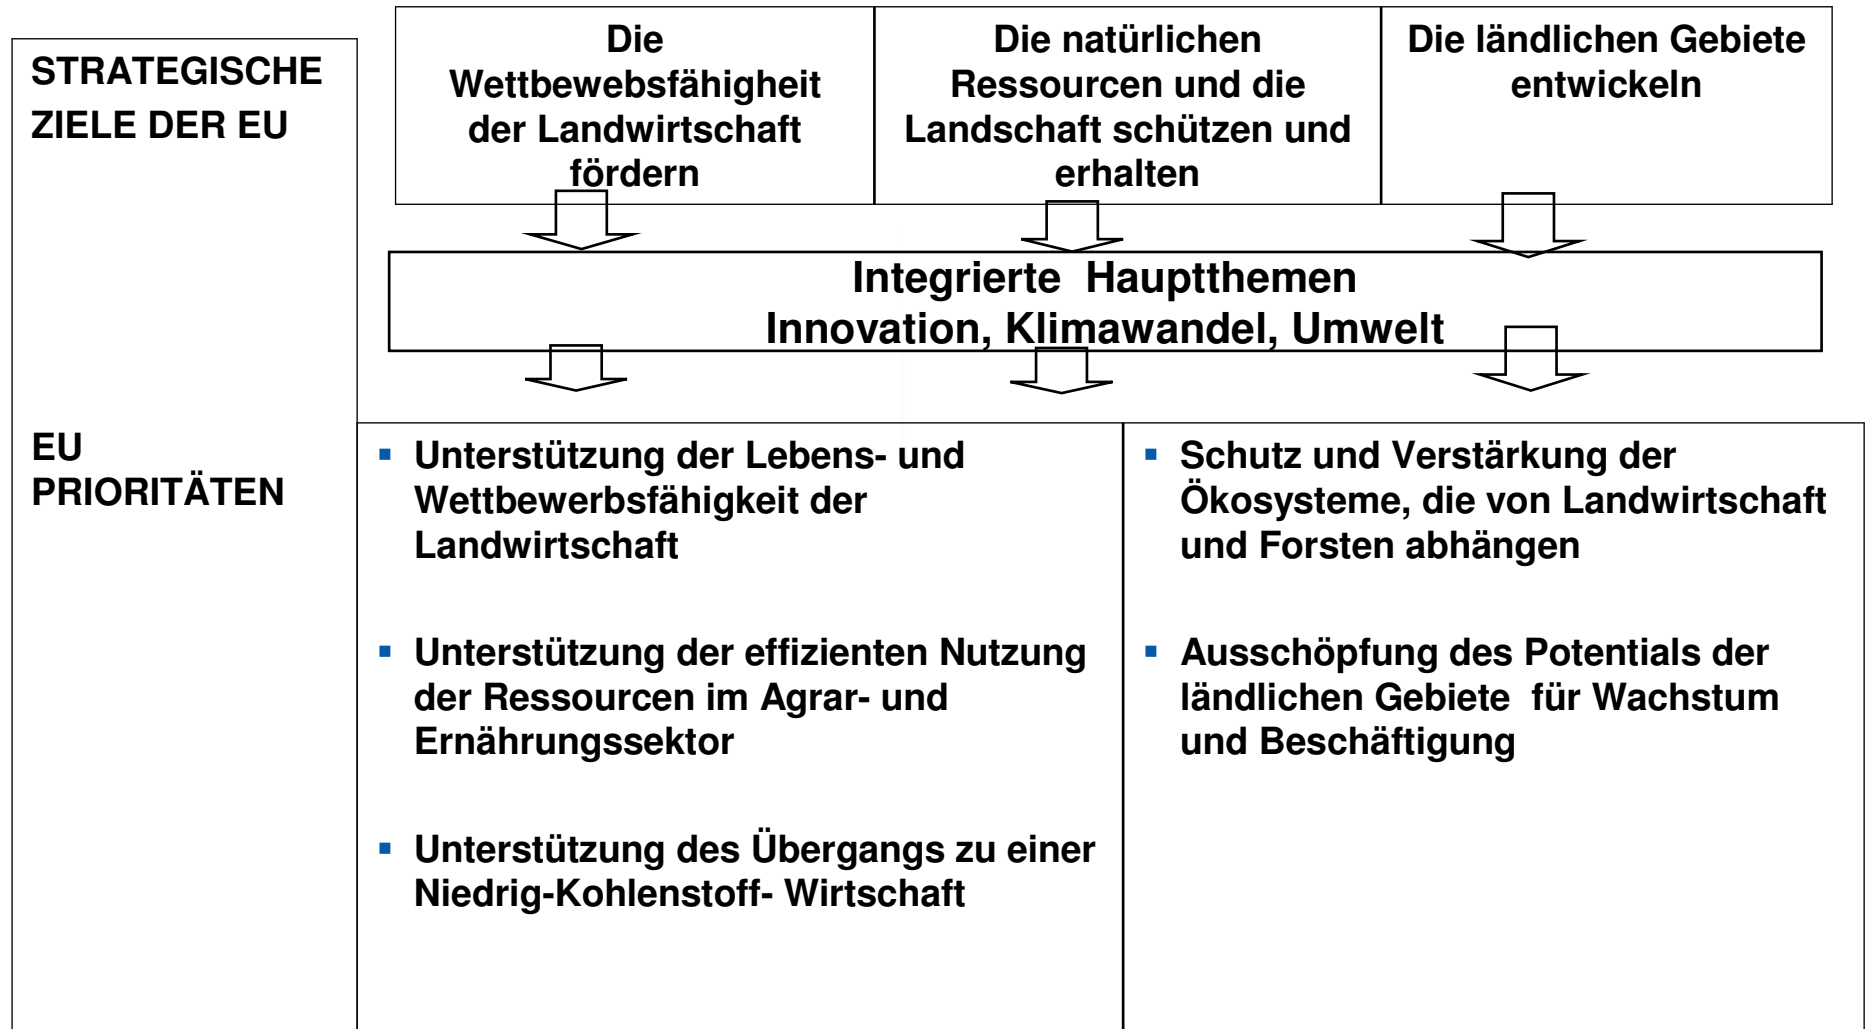 STRATEGISCHE
ZIELE DER EU
Die
Wettbewebsfähigheit
der Landwirtschaft
fördern
Die natürlichen
Ressourcen und die
Landschaft schützen und
erhalten
Die ländlichen Gebiete
entwickeln
Integrierte Hauptthemen
Innovation, Klimawandel, Umwelt
EU
PRIORITÄTEN
▪ Unterstützung der Lebens- und
Wettbewerbsfähigkeit der
Landwirtschaft
▪ Unterstützung der effizienten Nutzung
der Ressourcen im Agrar- und
Ernährungssektor
▪ Unterstützung des Übergangs zu einer
Niedrig-Kohlenstoff- Wirtschaft
▪ Schutz und Verstärkung der
Ökosysteme, die von Landwirtschaft
und Forsten abhängen
▪ Ausschöpfung des Potentials der
ländlichen Gebiete für Wachstum
und Beschäftigung